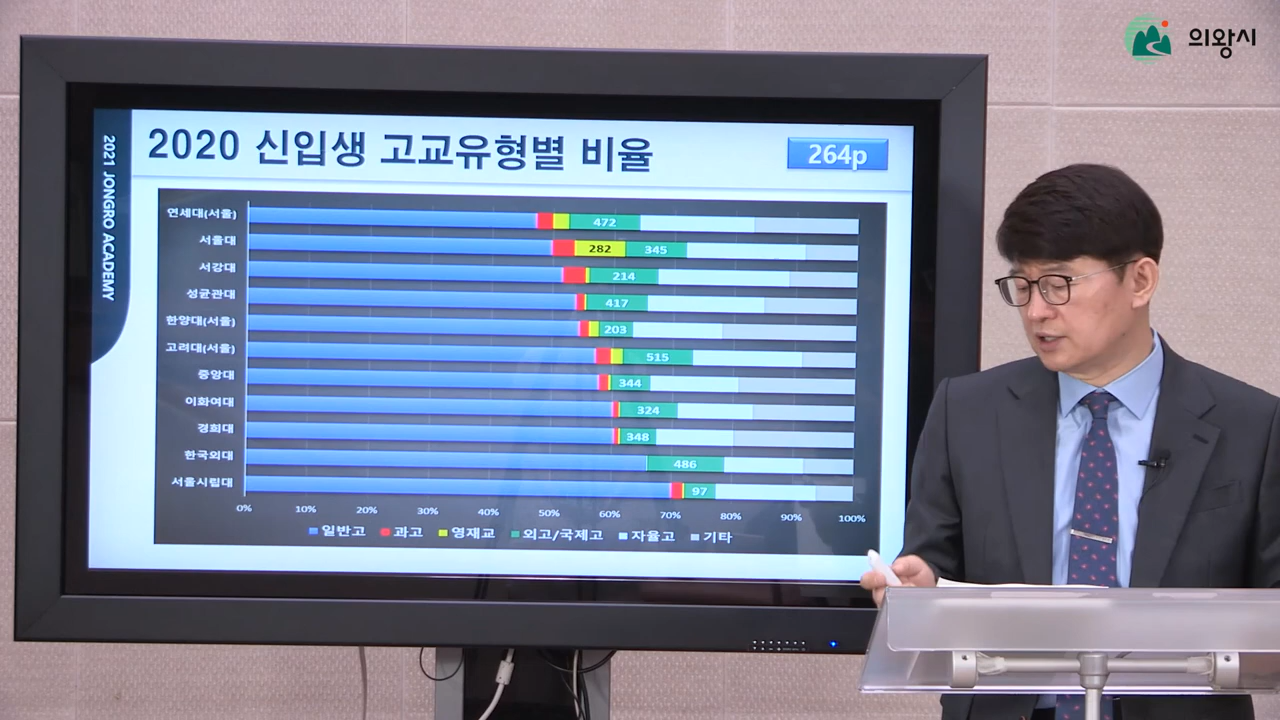 의왕시
2021 JONGRO ACADEMY
2020 신입생 고교유형별 비율
264p
연세대(서울) 472
서울대 282 345
서강대 214
성균관대 417
한양대(서울) 203
고려대(서울) 515
중앙대 344
이화여대 324
경희대 348
한국외대 486
서울시립대 97
0% 10% 20% 30% 40% 50% 60% 70% 80% 90% 100%
일반고 과고 영재교 외고/국제고 자율고 기타